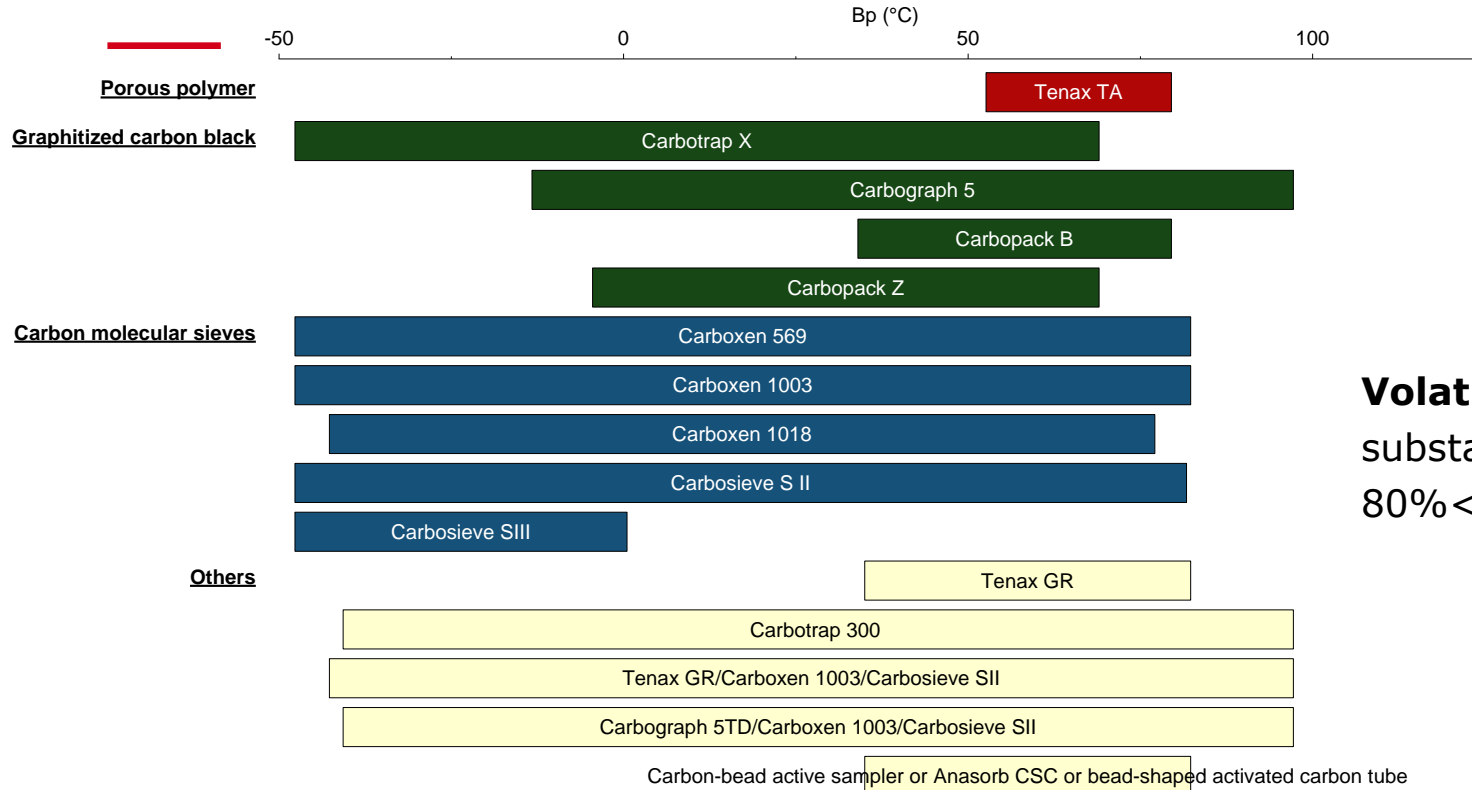 Bp (°C)
-50 0 50 100
Porous polymer
Tenax TA
Graphitized carbon black
Carbotrap X
Carbograph 5
Carbopack B
Carbopack Z
Carbon molecular sieves
Carboxen 569
Carboxen 1003
Carboxen 1018
Carbosieve S II
Carbosieve SIII
Volat
substa
80%<
Others
Tenax GR
Carbotrap 300
Tenax GR/Carboxen 1003/Carbosieve SII
Carbograph 5TD/Carboxen 1003/Carbosieve SII
Carbon-bead active sampler or Anasorb CSC or bead-shaped activated carbon tube